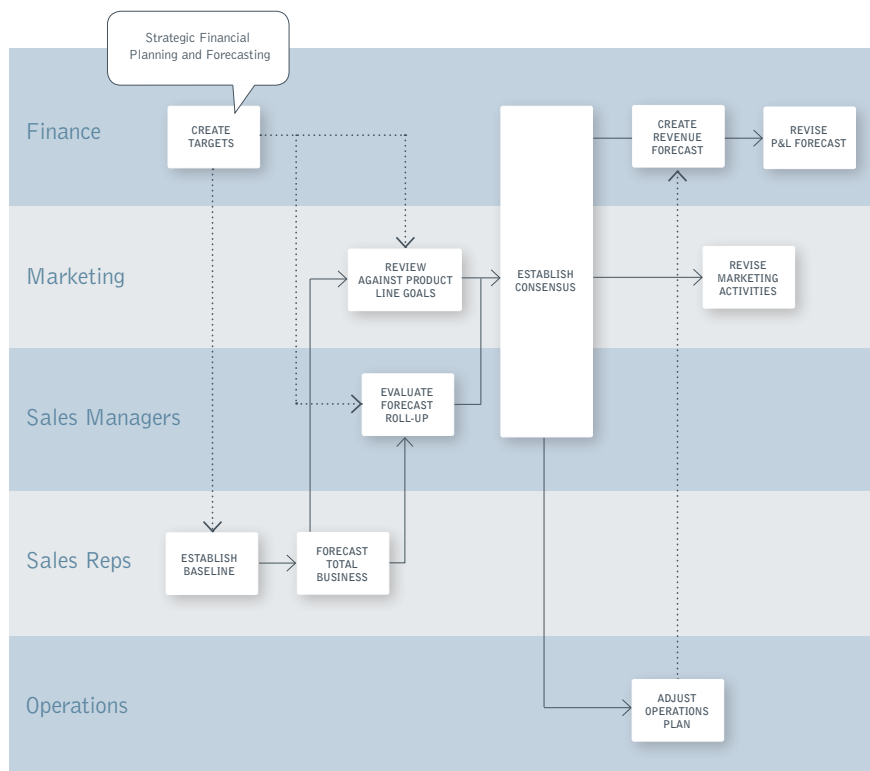 Strategic Financial
Planning and Forecasting
Finance
CREATE
TARGETS
CREATE
REVENUE
FORECAST
REVISE
P&L FORECAST
Marketing
REVIEW
AGAINST PRODUCT
LINE GOALS
ESTABLISH
CONSENSUS
REVISE
MARKETING
ACTIVITIES
Sales Managers
EVALUATE
FORECAST
ROLL-UP
Sales Reps
ESTABLISH
BASELINE
FORECAST
TOTAL
BUSINESS
Operations
ADJUST
OPERATIONS
PLAN